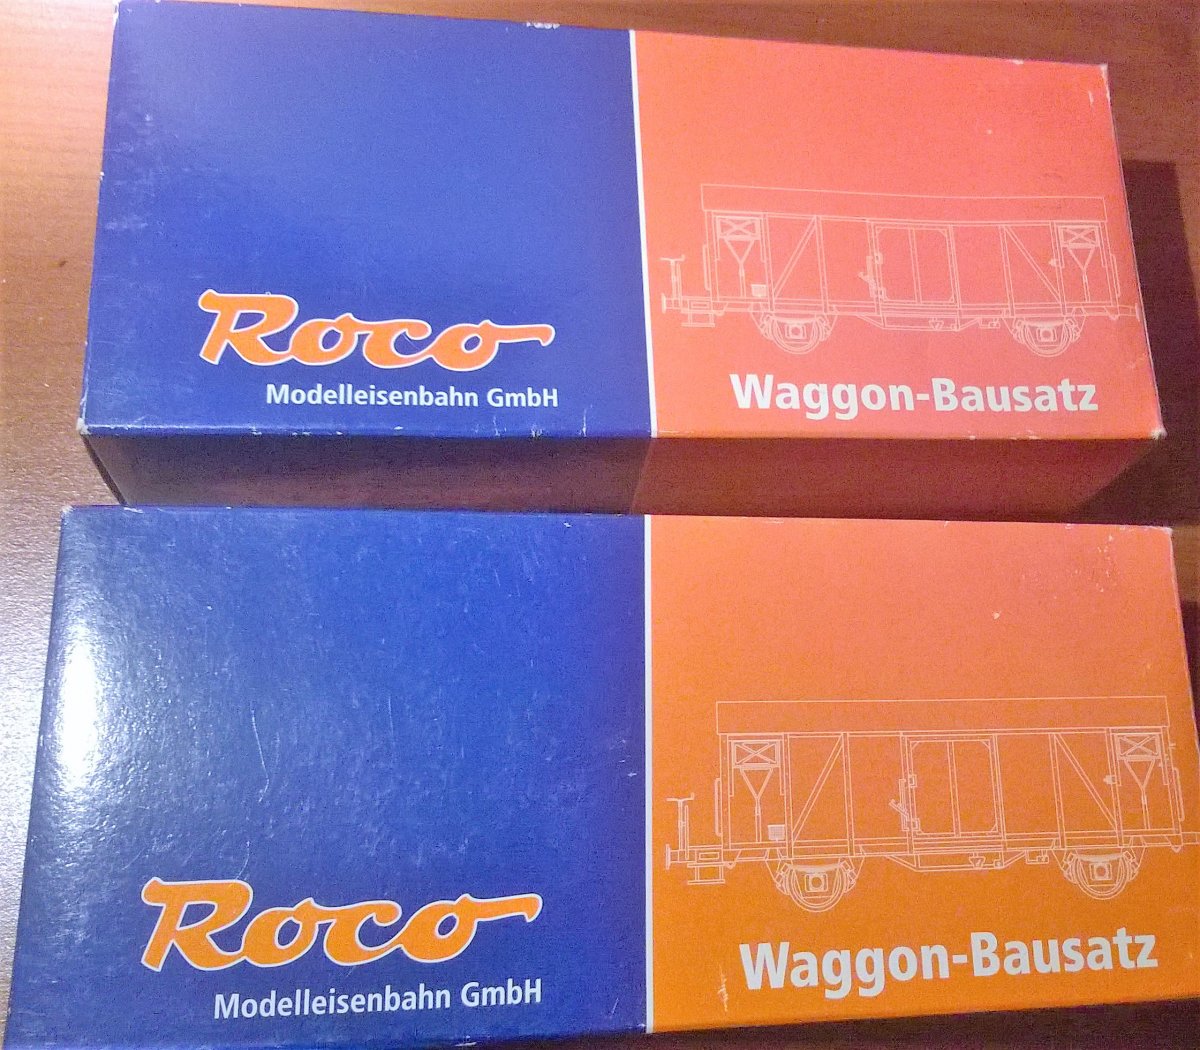 Roco
Modelleisenbahn GmbH
Waggon-Bausatz
Roco
Modelleisenbahn GmbH
Waggon-Bausatz